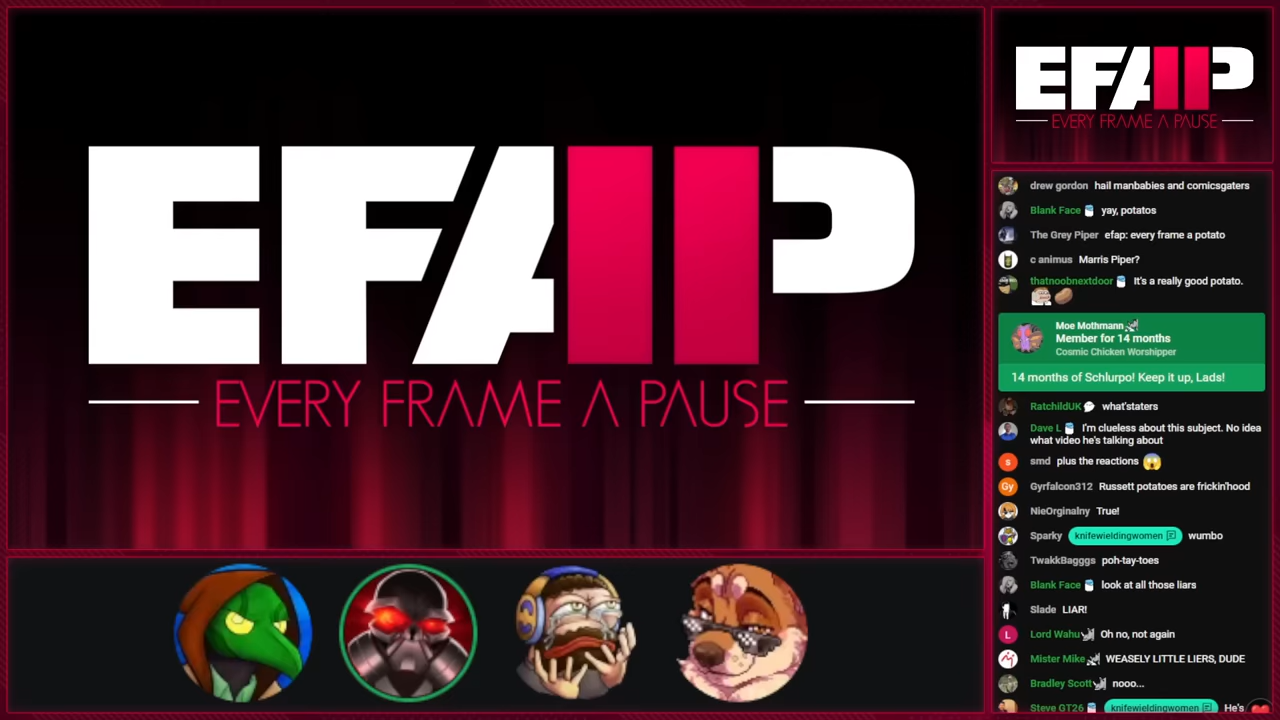 EFAP
EVERY FRAME A PAUSE
EFAP
EVERY FRAME A PAUSE
drew gordon hail manbabies and comicsgaters
Blank Face yay, potatos
The Grey Piper efap: every frame a potato
c animus Marris Piper?
thatnoobnextdoor It's a really good potato.
Moe Mothmann
Member for 14 months
Cosmic Chicken Worshipper
14 months of Schlurpo! Keep it up, Lads!
RatchildUK what'staters
Dave L I'm clueless about this subject. No idea
what video he's talking about
s smd plus the reactions
Gy Gyrfalcon312 Russett potatoes are frickin'hood
NieOrginalny True!
Sparky knifewieldingwomen wumbo
TwakkBagggs poh-tay-toes
Blank Face look at all those liars
Slade LIAR!
L Lord Wahu Oh no, not again
Mister Mike WEASELY LITTLE LIERS, DUDE
Bradley Scott nooo...
Steve GT26 knifewieldingwomen He's